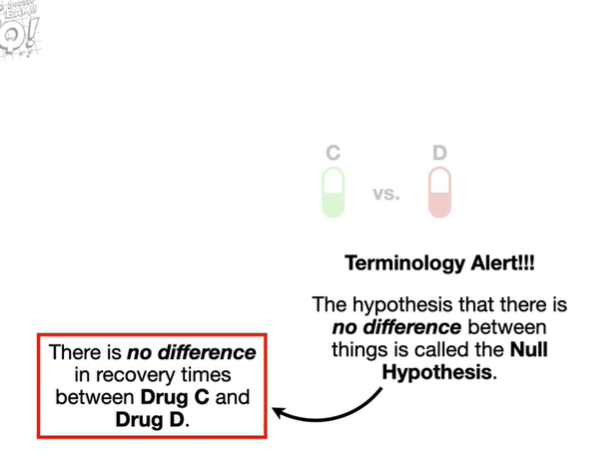 BAM!!!
C
D
vs.
Terminology Alert!!!
The hypothesis that there is
no difference between
things is called the Null
Hypothesis.
There is no difference
in recovery times
between Drug C and
Drug D.